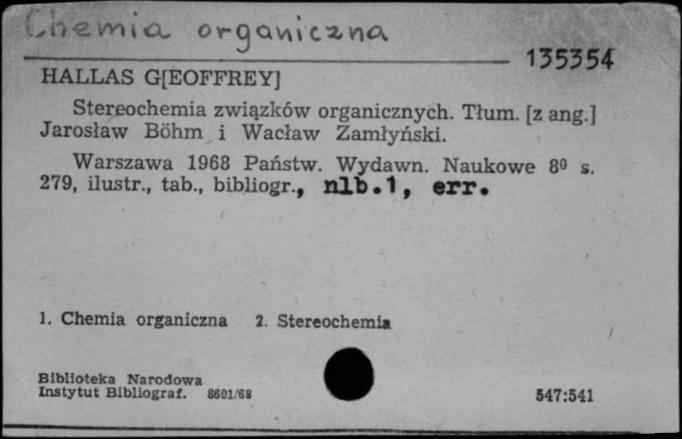 Chemia organiczna
135354
HALLAS G[EOFFREY]
Stereochemia związków organicznych. Tłum. [z ang.]
Jarosław Böhm i Wacław Zamłyński.
Warszawa 1968 Państw. Wydawn. Naukowe 8⁰ s.
279, ilustr., tab., bibliogr., nlb.1, err.
1. Chemia organiczna 2. Stereochemia
Biblioteka Narodowa
Instytut Bibliograf. 8601/68
547:541